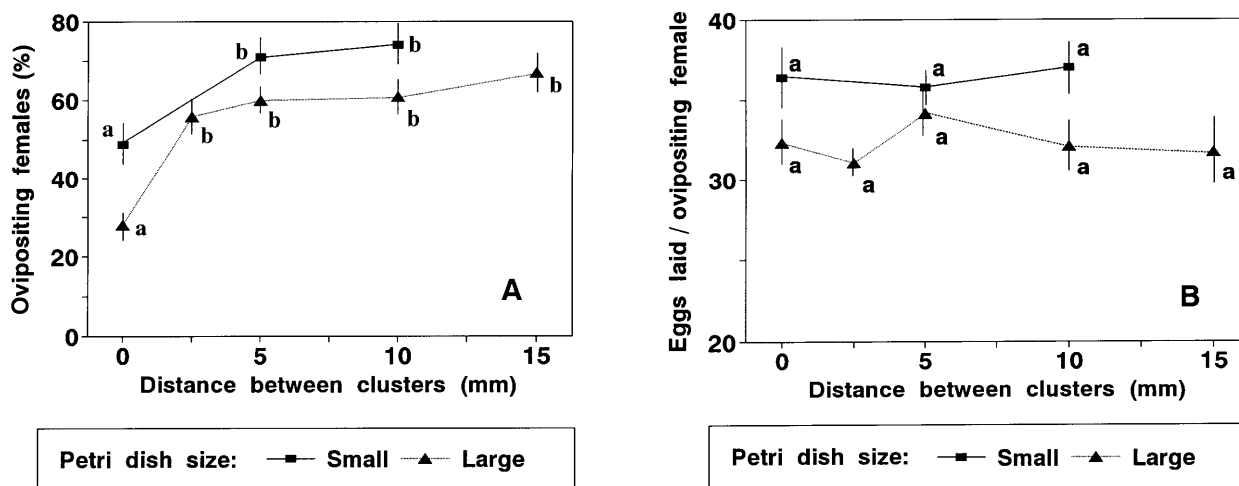 Ovipositing females (%)
80
60
40
20
0
a
b
b
a
b
b
b
b
A
0
5
10
15
Distance between clusters (mm)
Petri dish size: Small Large
Eggs laid / ovipositing female
40
30
20
a
a
a
a
a
a
a
a
B
0
5
10
15
Distance between clusters (mm)
Petri dish size: Small Large